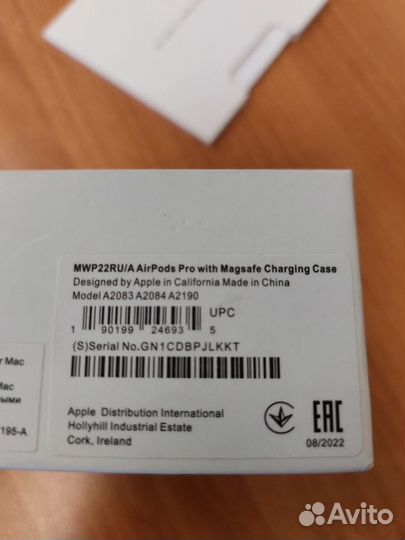 MWP22RU/A AirPods Pro with Magsafe Charging Case
Designed by Apple in California Made in China
Model A2083 A2084 A2190
UPC
1 90199 24693 5
(S)Serial No.GN1CDBPJLKKT
Apple Distribution International
Hollyhill Industrial Estate
Cork, Ireland
EAC
08/2022
r Mac
Mac
ыми
195-A
Avito